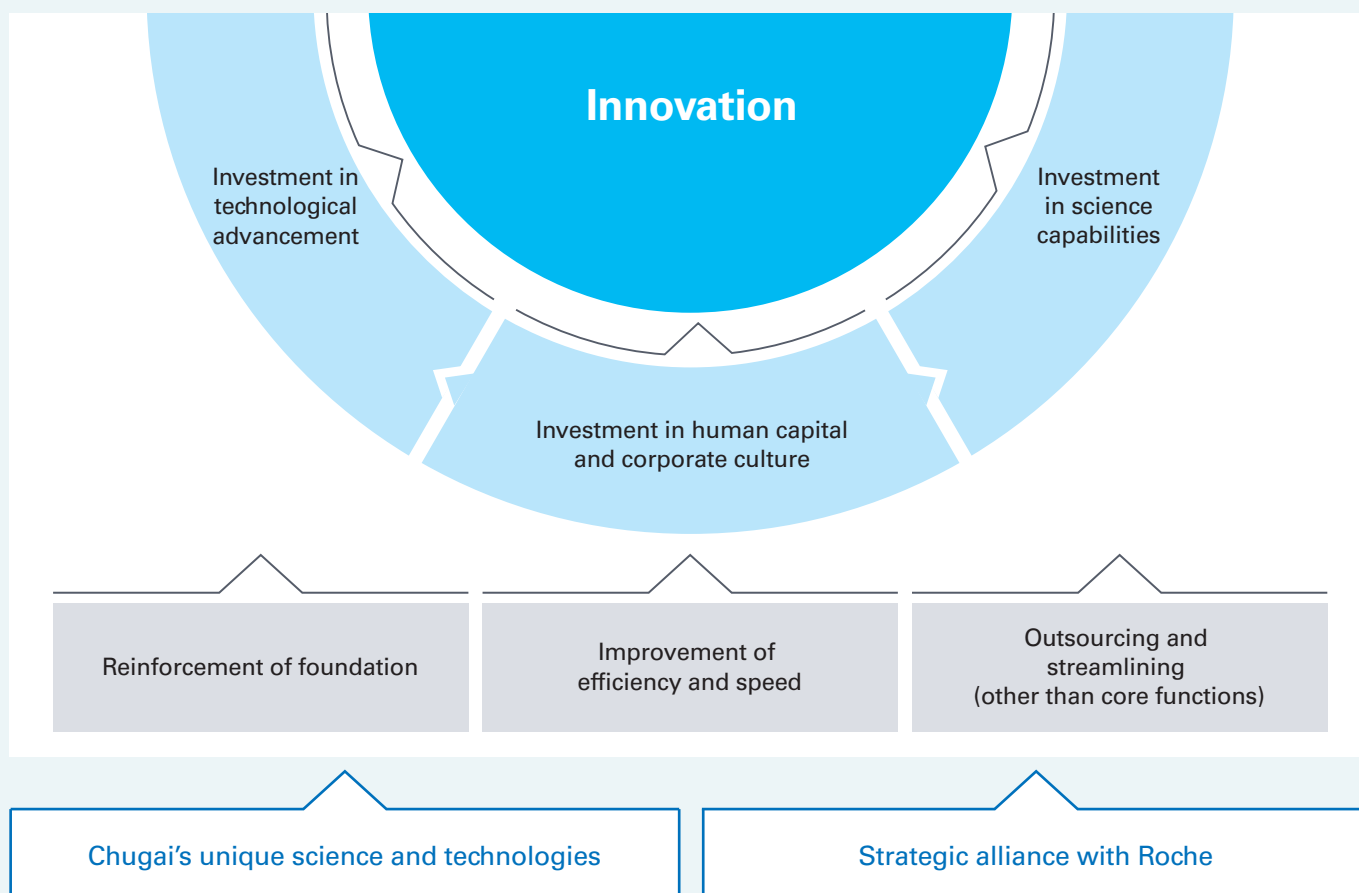 Innovation
Investment in
technological
advancement
Investment
in science
capabilities
Investment in human capital
and corporate culture
Reinforcement of foundation
Improvement of
efficiency and speed
Outsourcing and
streamlining
(other than core functions)
Chugai’s unique science and technologies
Strategic alliance with Roche